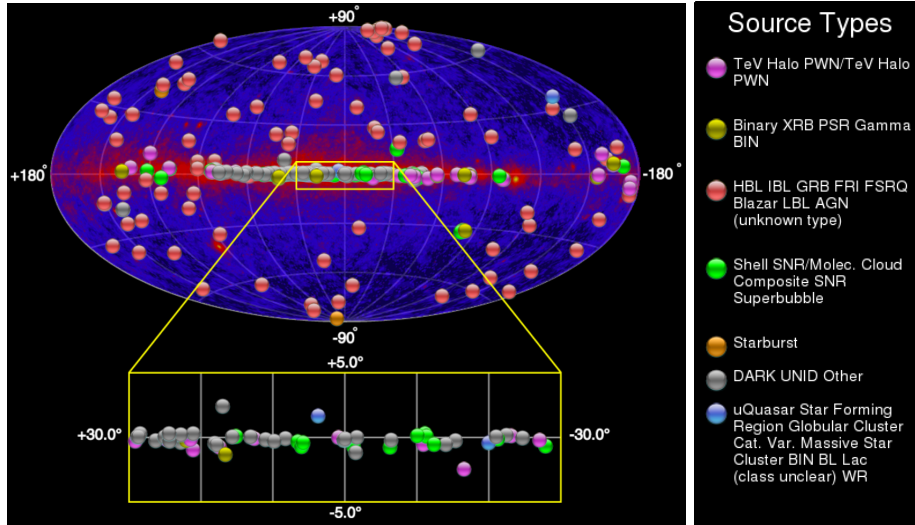 +90°
+180°
-180°
-90°
+5.0°
+30.0°
-30.0°
-5.0°
Source Types
TeV Halo PWN/TeV Halo
PWN
Binary XRB PSR Gamma
BIN
HBL IBL GRB FRI FSRQ
Blazar LBL AGN
(unknown type)
Shell SNR/Molec. Cloud
Composite SNR
Superbubble
Starburst
DARK UNID Other
uQuasar Star Forming
Region Globular Cluster
Cat. Var. Massive Star
Cluster BIN BL Lac
(class unclear) WR